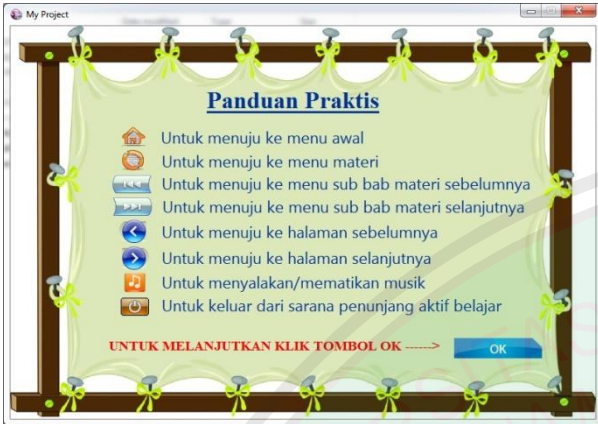 My Project
Panduan Praktis
Untuk menuju ke menu awal
Untuk menuju ke menu materi
Untuk menuju ke menu sub bab materi sebelumnya
Untuk menuju ke menu sub bab materi selanjutnya
Untuk menuju ke halaman sebelumnya
Untuk menuju ke halaman selanjutnya
Untuk menyalakan/mematikan musik
Untuk keluar dari sarana penunjang aktif belajar
UNTUK MELANJUTKAN KLIK TOMBOL OK ------> OK